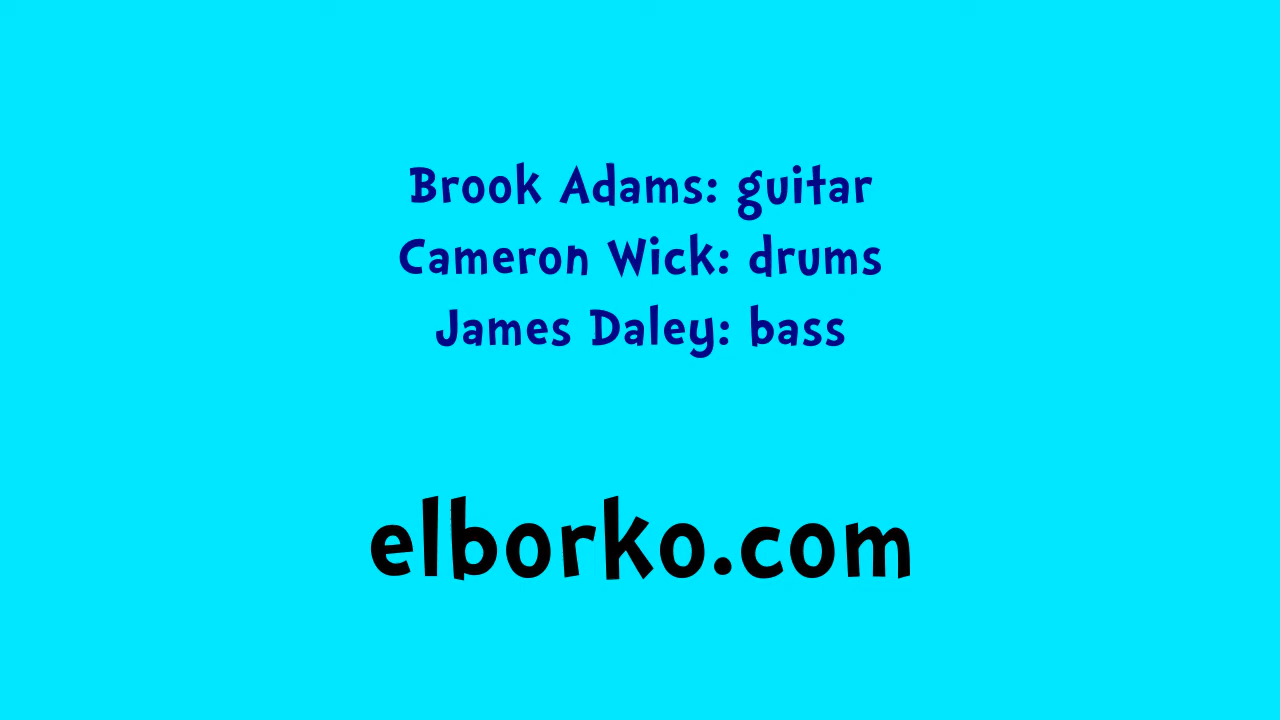 Brook Adams: guitar
Cameron Wick: drums
James Daley: bass
elborko.com